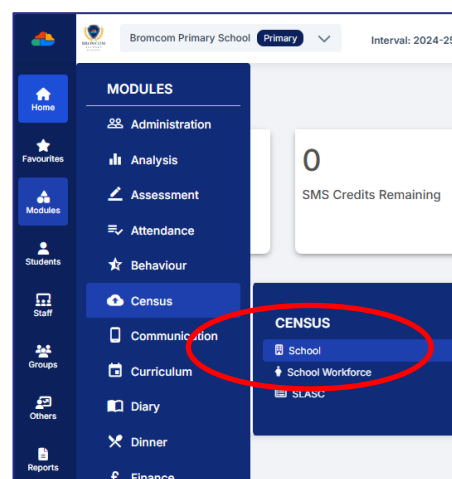 BROMCOM
Bromcom Primary School Primary
Interval: 2024-25
Home
Favourites
Modules
Students
Staff
Groups
Others
Reports
MODULES
Administration
Analysis
Assessment
Attendance
Behaviour
Census
Communication
Curriculum
Diary
Dinner
Finance
0
SMS Credits Remaining
CENSUS
School
School Workforce
SLASC